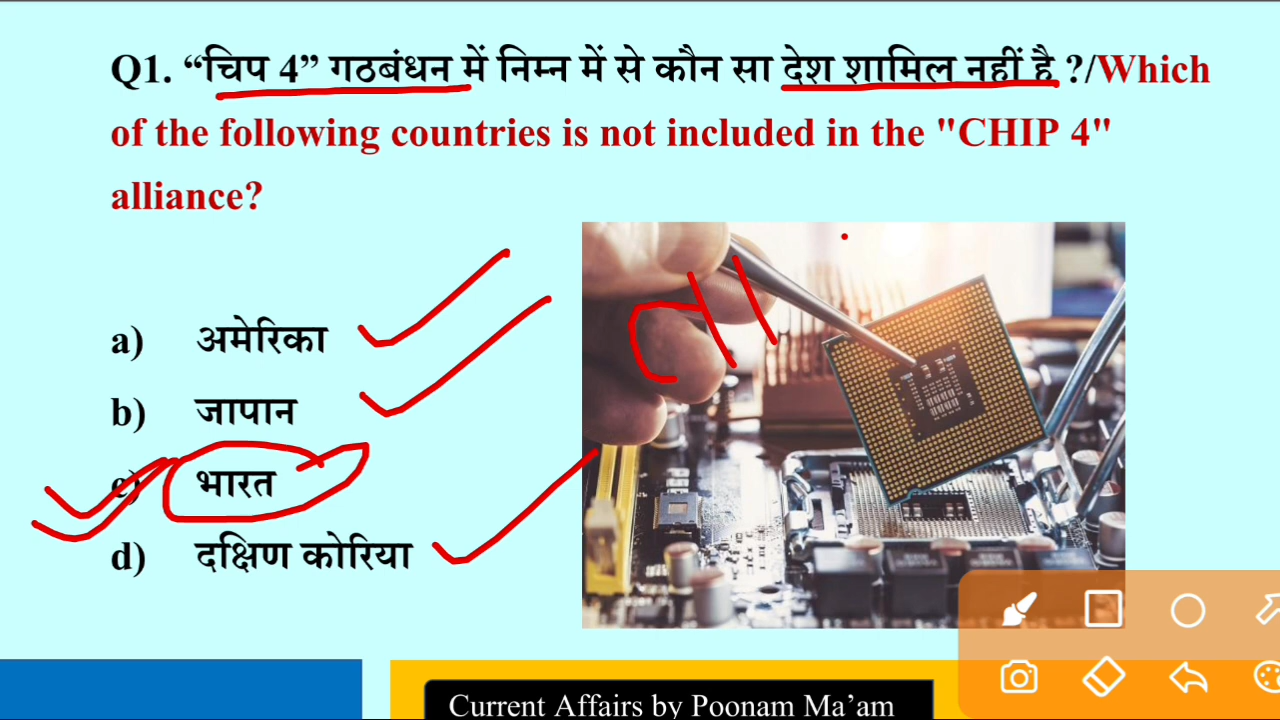 Q1. “चिप 4” गठबंधन में निम्न में से कौन सा देश शामिल नहीं है ?/Which
of the following countries is not included in the "CHIP 4"
alliance?
a) अमेरिका
b) जापान
c) भारत
d) दक्षिण कोरिया
Current Affairs by Poonam Ma’am